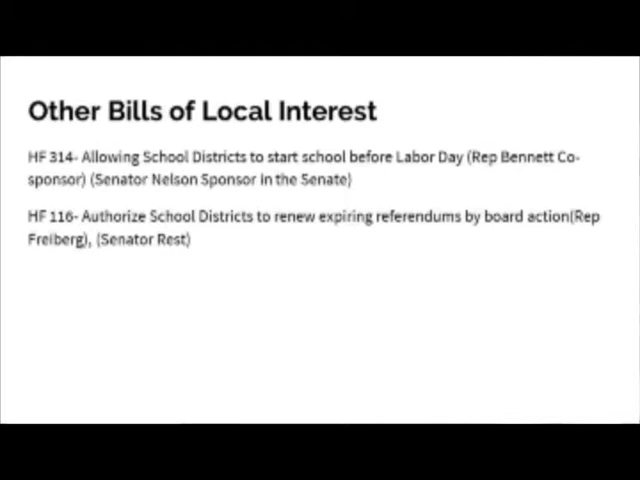 Other Bills of Local Interest
HF 314- Allowing School Districts to start school before Labor Day (Rep Bennett Co-
sponsor) (Senator Nelson Sponsor in the Senate)
HF 116- Authorize School Districts to renew expiring referendums by board action(Rep
Freiberg), (Senator Rest)